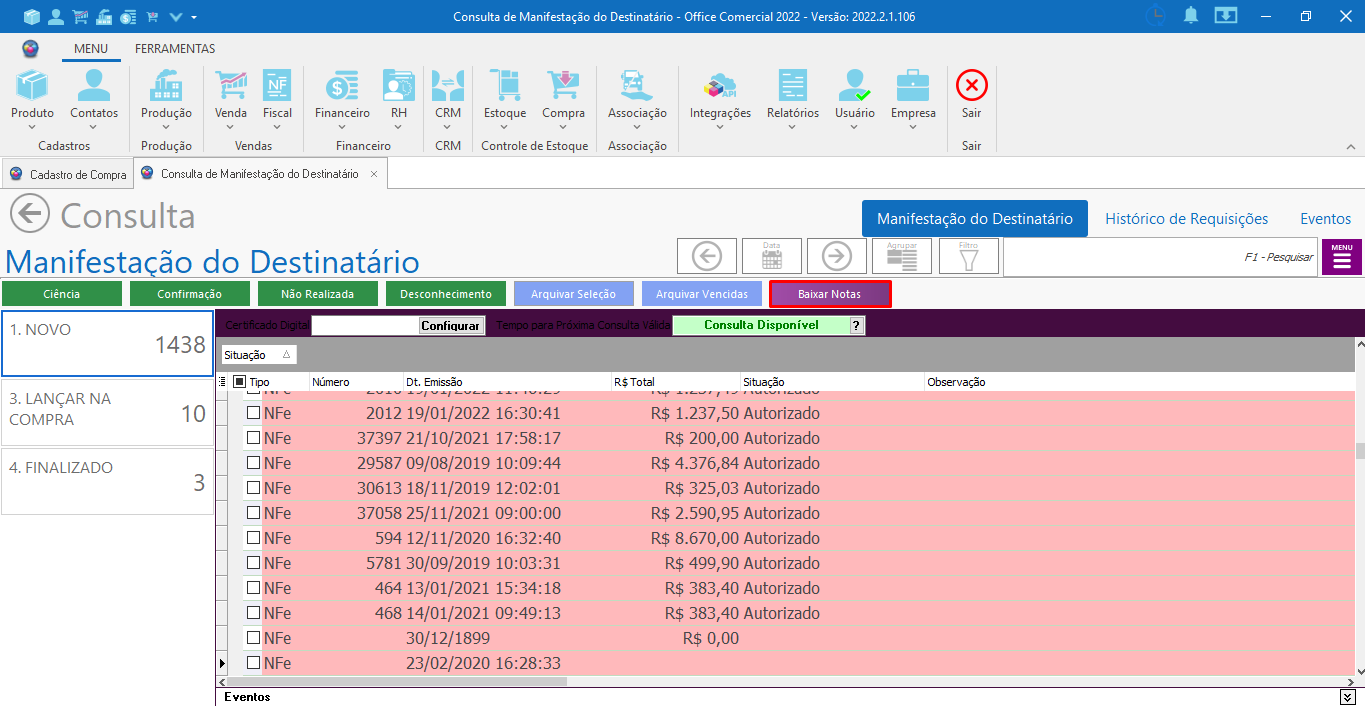 Consulta de Manifestação do Destinatário - Office Comercial 2022 - Versão: 2022.2.1.106
MENU FERRAMENTAS
NF API
Produto Contatos Produção Venda Fiscal Financeiro RH CRM Estoque Compra Associação Integrações Relatórios Usuário Empresa Sair
Cadastros Produção Vendas Financeiro CRM Controle de Estoque Associação Sair
Cadastro de Compra Consulta de Manifestação do Destinatário
Consulta
Manifestação do Destinatário Histórico de Requisições Eventos
Manifestação do Destinatário
Data Agrupar Filtro F1 - Pesquisar MENU
Ciência Confirmação Não Realizada Desconhecimento Arquivar Seleção Arquivar Vencidas Baixar Notas
1. NOVO
1438
3. LANÇAR NA
COMPRA
10
4. FINALIZADO
3
Certificado Digital Configurar Tempo para Próxima Consulta Válida Consulta Disponível ?
Situação
Tipo Número Dt. Emissão R$ Total Situação Observação
NFe 2012 19/01/2022 16:30:41 R$ 1.237,50 Autorizado
NFe 37397 21/10/2021 17:58:17 R$ 200,00 Autorizado
NFe 29587 09/08/2019 10:09:44 R$ 4.376,84 Autorizado
NFe 30613 18/11/2019 12:02:01 R$ 325,03 Autorizado
NFe 37058 25/11/2021 09:00:00 R$ 2.590,95 Autorizado
NFe 594 12/11/2020 16:32:40 R$ 8.670,00 Autorizado
NFe 5781 30/09/2019 10:03:31 R$ 499,90 Autorizado
NFe 464 13/01/2021 15:34:18 R$ 383,40 Autorizado
NFe 468 14/01/2021 09:49:13 R$ 383,40 Autorizado
NFe 30/12/1899 R$ 0,00
NFe 23/02/2020 16:28:33
Eventos